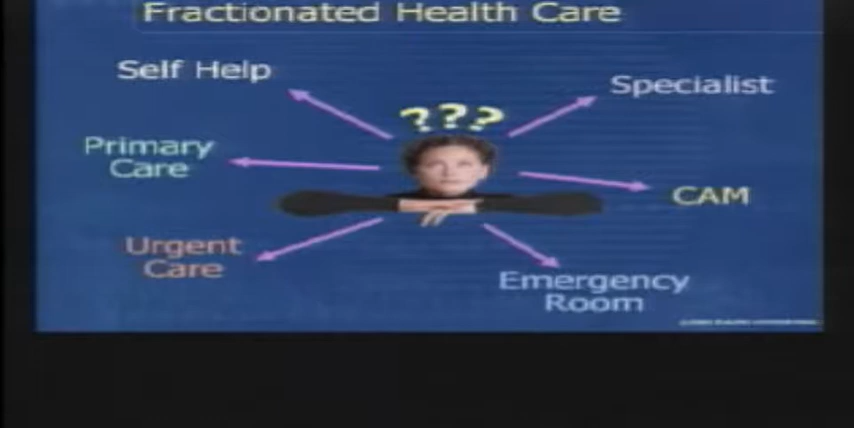 Fractionated Health Care
Self Help
Specialist
???
Primary
Care
CAM
Urgent
Care
Emergency
Room